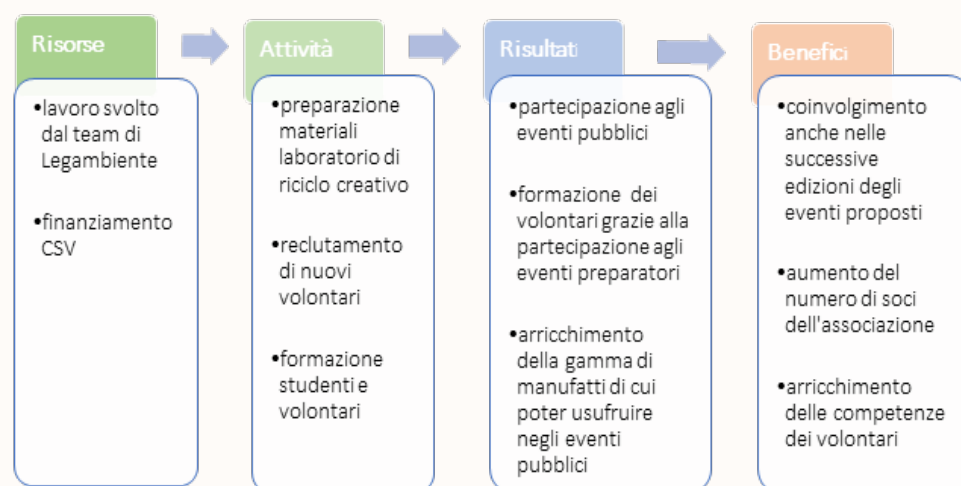 Risorse
•lavoro svolto
dal team di
Legambiente
•finanziamento
CSV
Attività
•preparazione
materiali
laboratorio di
riciclo creativo
•reclutamento
di nuovi
volontari
•formazione
studenti e
volontari
Risultati
•partecipazione agli
eventi pubblici
•formazione dei
volontari grazie alla
partecipazione agli
eventi preparatori
•arricchimento
della gamma di
manufatti di cui
poter usufruire
negli eventi
pubblici
Benefici
•coinvolgimento
anche nelle
successive
edizioni degli
eventi proposti
•aumento del
numero di soci
dell'associazione
•arricchimento
delle competenze
dei volontari